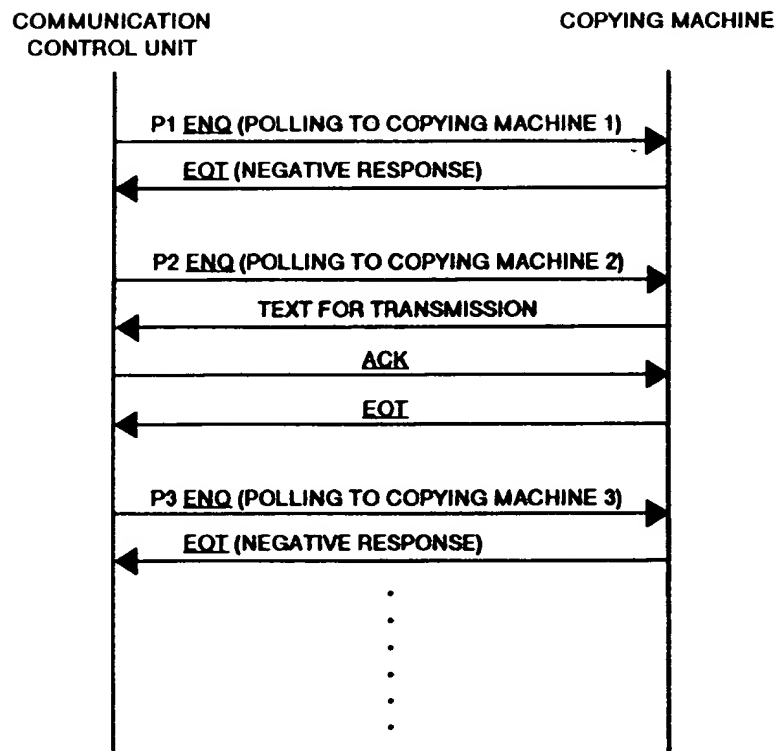 COMMUNICATION
CONTROL UNIT
COPYING MACHINE
P1 ENQ (POLLING TO COPYING MACHINE 1)
EOT (NEGATIVE RESPONSE)
P2 ENQ (POLLING TO COPYING MACHINE 2)
TEXT FOR TRANSMISSION
ACK
EOT
P3 ENQ (POLLING TO COPYING MACHINE 3)
EOT (NEGATIVE RESPONSE)